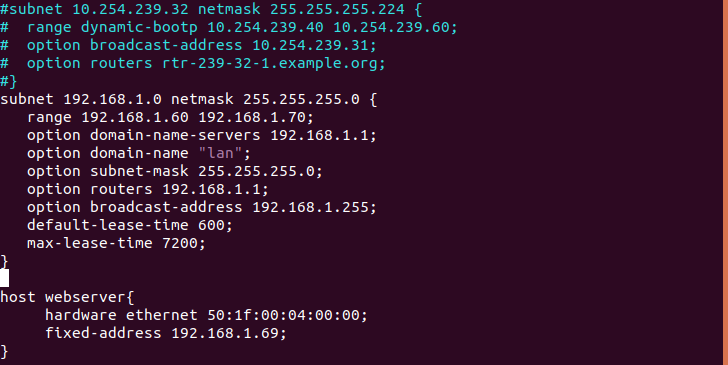 #subnet 10.254.239.32 netmask 255.255.255.224 {
#  range dynamic-bootp 10.254.239.40 10.254.239.60;
#  option broadcast-address 10.254.239.31;
#  option routers rtr-239-32-1.example.org;
#}
subnet 192.168.1.0 netmask 255.255.255.0 {
   range 192.168.1.60 192.168.1.70;
   option domain-name-servers 192.168.1.1;
   option domain-name "lan";
   option subnet-mask 255.255.255.0;
   option routers 192.168.1.1;
   option broadcast-address 192.168.1.255;
   default-lease-time 600;
   max-lease-time 7200;
}
host webserver{
     hardware ethernet 50:1f:00:04:00:00;
     fixed-address 192.168.1.69;
}